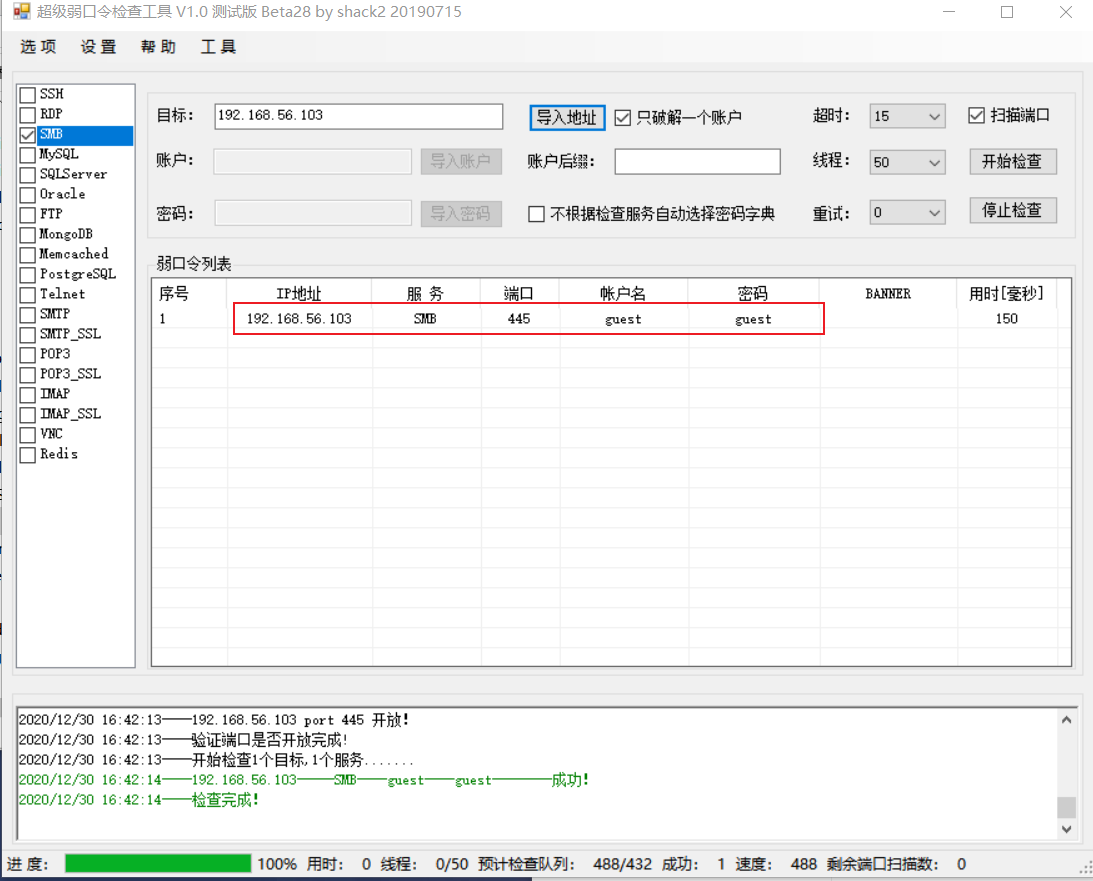 超级弱口令检查工具 V1.0 测试版 Beta28 by shack2 20190715
选项 设置 帮助 工具
SSH
RDP
SMB
MySQL
SQLServer
Oracle
FTP
MongoDB
Memcached
PostgreSQL
Telnet
SMTP
SMTP_SSL
POP3
POP3_SSL
IMAP
IMAP_SSL
VNC
Redis
目标： 192.168.56.103 导入地址 只破解一个账户 超时： 15 扫描端口
账户： 导入账户 账户后缀： 线程： 50 开始检查
密码： 导入密码 不根据检查服务自动选择密码字典 重试： 0 停止检查
弱口令列表
序号 IP地址 服 务 端口 帐户名 密码 BANNER 用时[毫秒]
1 192.168.56.103 SMB 445 guest guest 150
2020/12/30 16:42:13——192.168.56.103 port 445 开放!
2020/12/30 16:42:13——验证端口是否开放完成!
2020/12/30 16:42:13——开始检查1个目标,1个服务.......
2020/12/30 16:42:14——192.168.56.103———SMB——guest——guest————成功!
2020/12/30 16:42:14——检查完成!
进度： 100% 用时： 0 线程： 0/50 预计检查队列： 488/432 成功： 1 速度： 488 剩余端口扫描数： 0